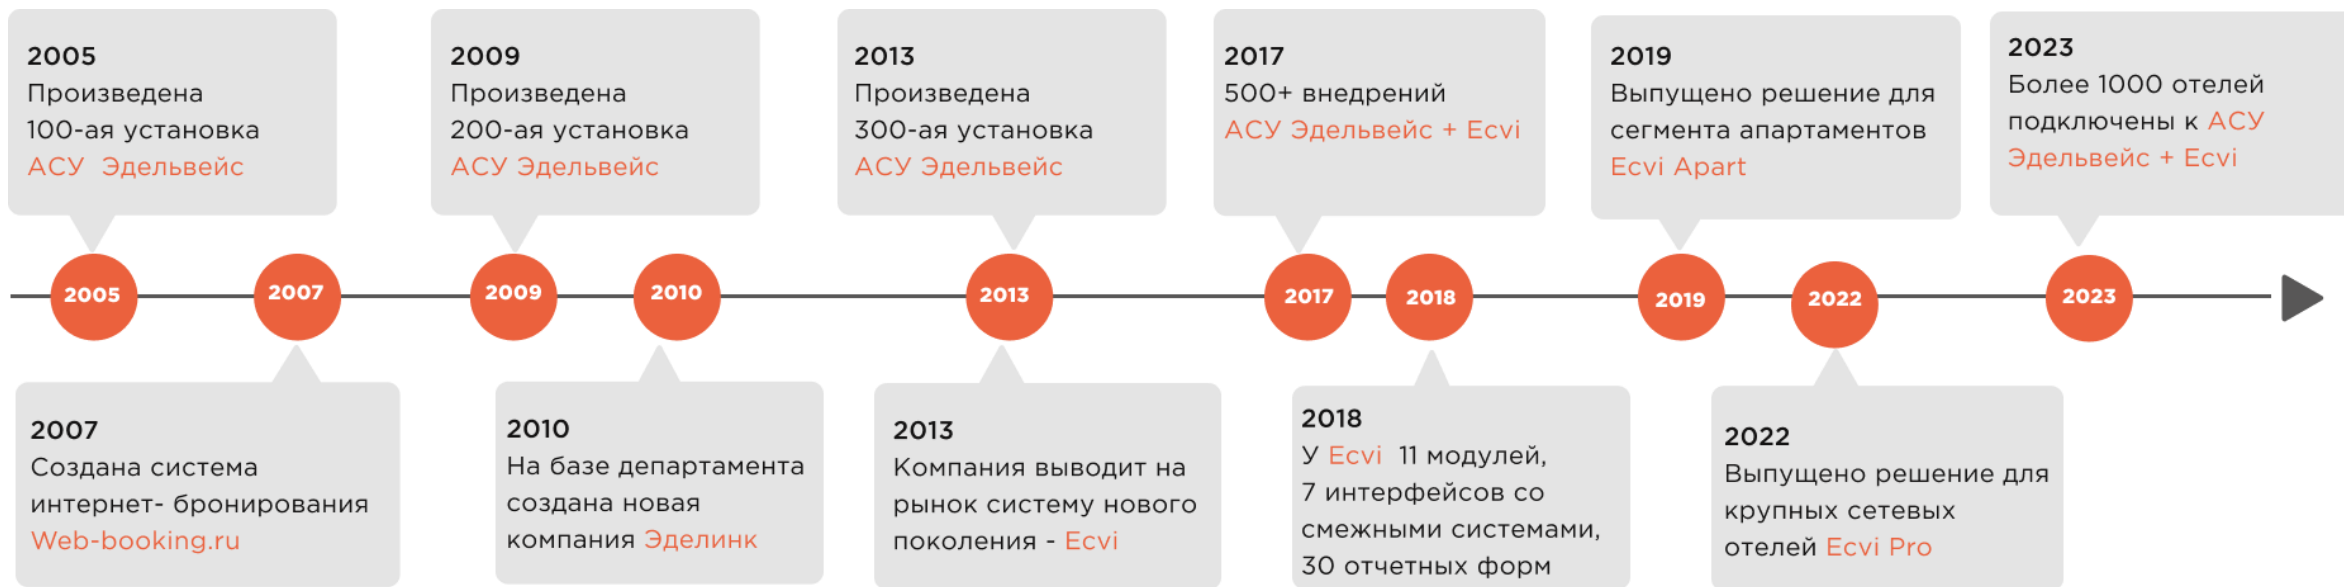 2005
Произведена
100-ая установка
АСУ  Эдельвейс
2009
Произведена
200-ая установка
АСУ Эдельвейс
2013
Произведена
300-ая установка
АСУ Эдельвейс
2017
500+ внедрений
АСУ Эдельвейс + Ecvi
2019
Выпущено решение для
сегмента апартаментов
Ecvi Apart
2023
Более 1000 отелей
подключены к АСУ
Эдельвейс + Ecvi
2005
2007
2009
2010
2013
2017
2018
2019
2022
2023
2007
Создана система
интернет- бронирования
Web-booking.ru
2010
На базе департамента
создана новая
компания Эделинк
2013
Компания выводит на
рынок систему нового
поколения - Ecvi
2018
У Ecvi  11 модулей,
7 интерфейсов со
смежными системами,
30 отчетных форм
2022
Выпущено решение для
крупных сетевых
отелей Ecvi Pro